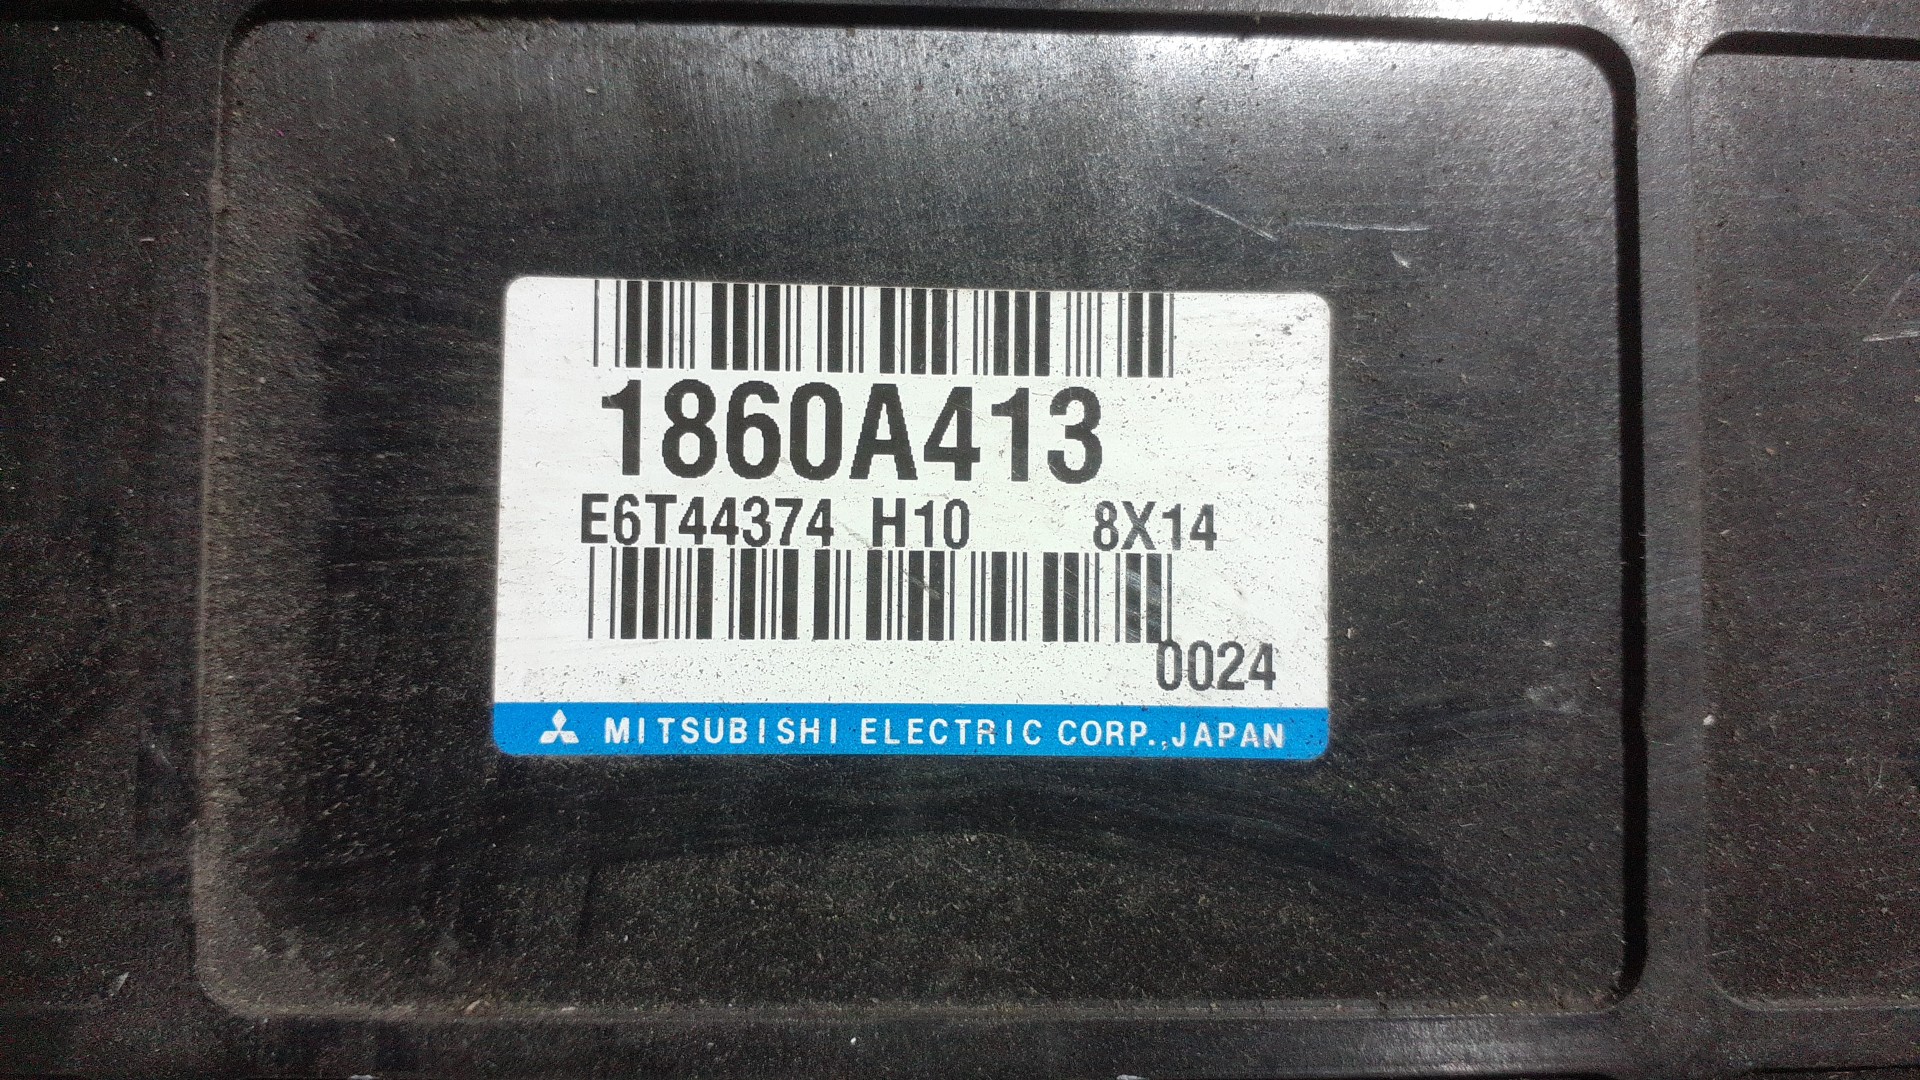 1860A413
E6T44374 H10 8X14
0024
MITSUBISHI ELECTRIC CORP., JAPAN